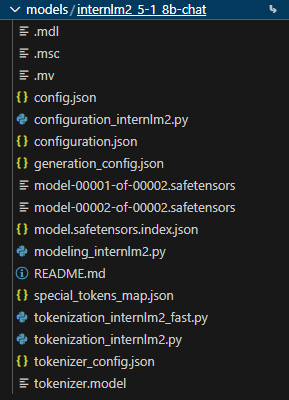 models/internlm2_5-1_8b-chat
.mdl
.msc
.mv
config.json
configuration_internlm2.py
configuration.json
generation_config.json
model-00001-of-00002.safetensors
model-00002-of-00002.safetensors
model.safetensors.index.json
modeling_internlm2.py
README.md
special_tokens_map.json
tokenization_internlm2_fast.py
tokenization_internlm2.py
tokenizer_config.json
tokenizer.model